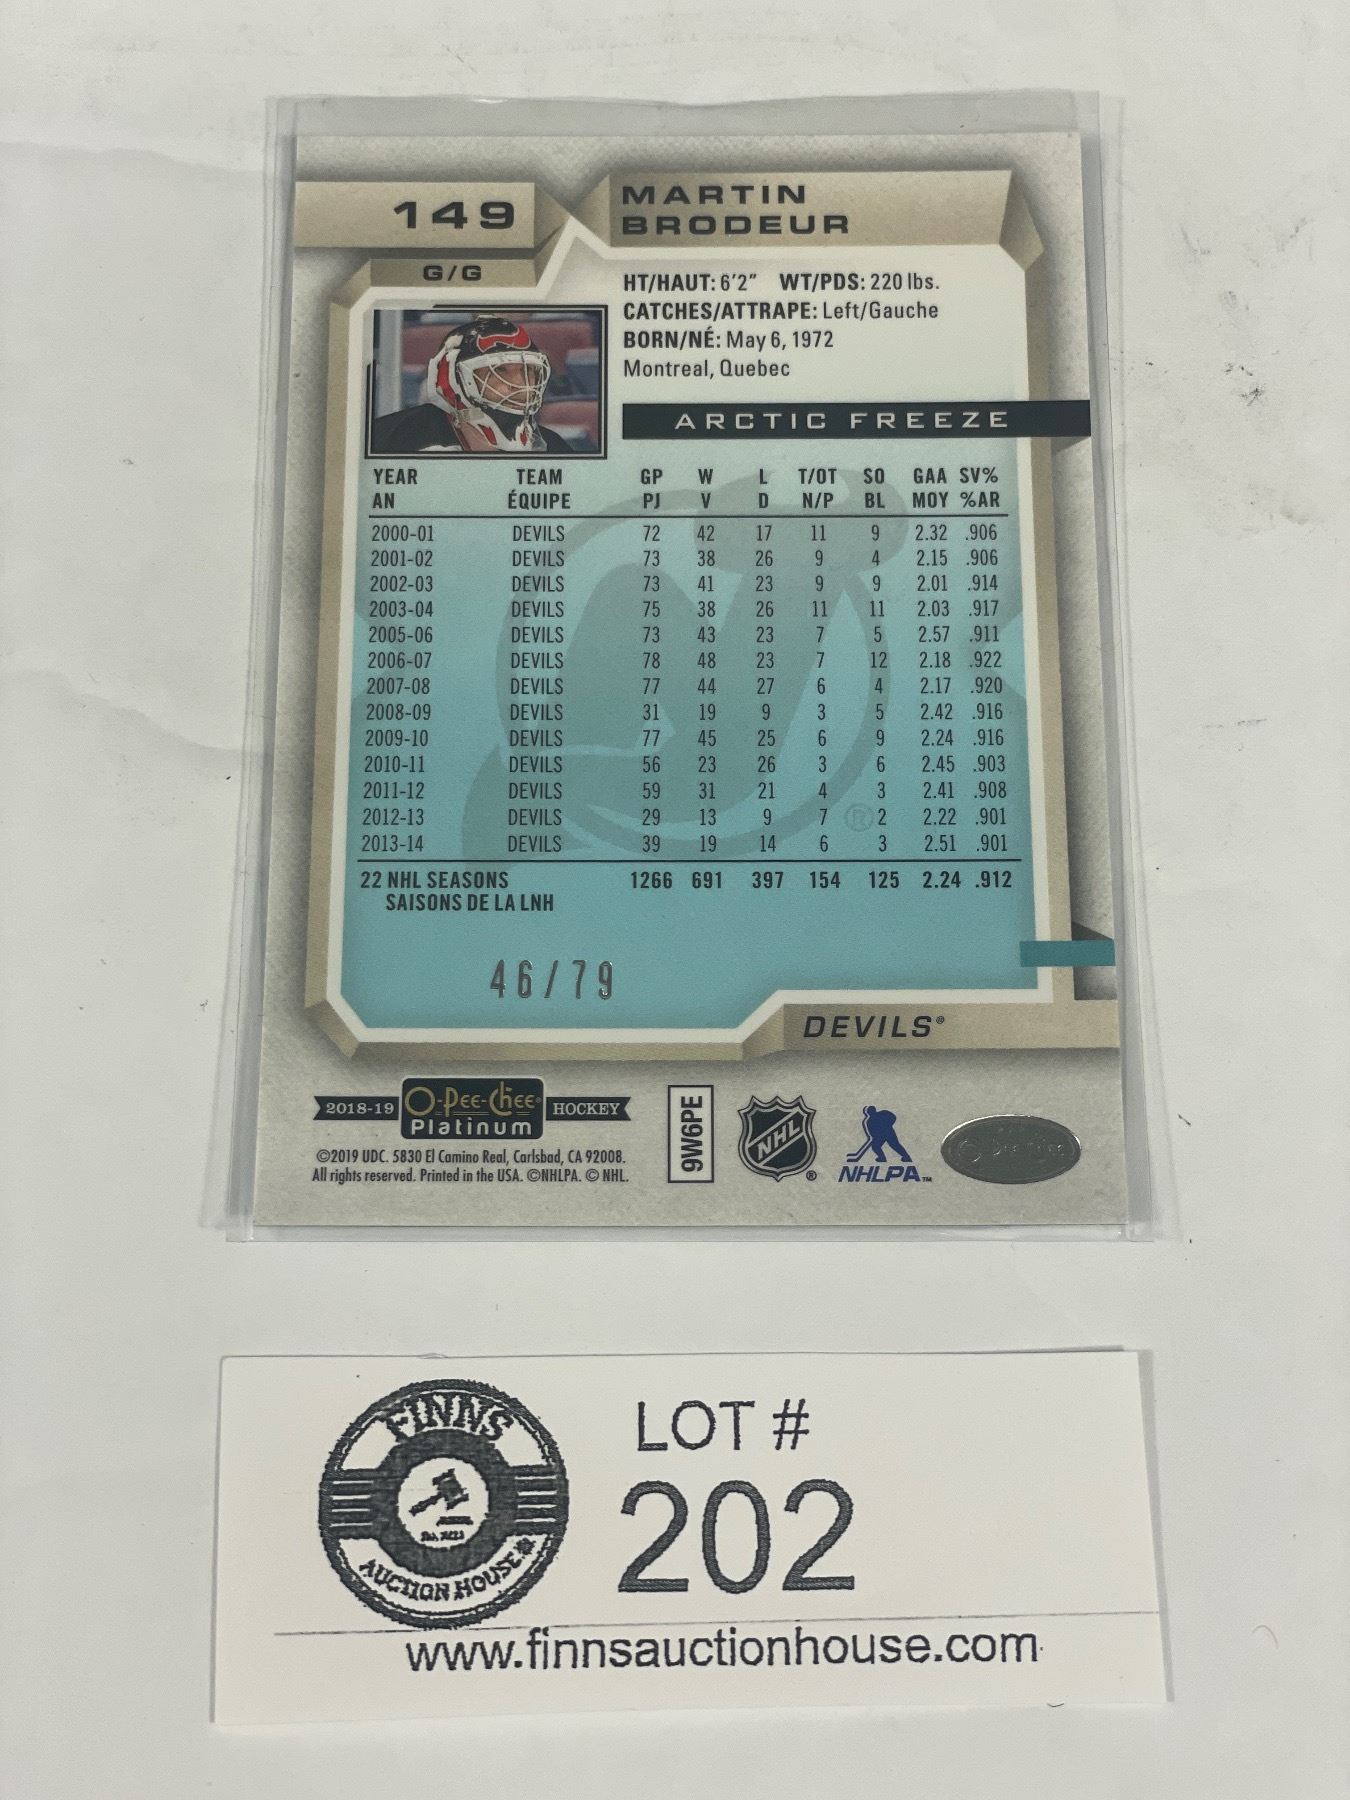 149
MARTIN
BRODEUR
G/G
HT/HAUT: 6'2" WT/PDS: 220 lbs.
CATCHES/ATTRAPE: Left/Gauche
BORN/NÉ: May 6, 1972
Montreal, Quebec
ARCTIC FREEZE
YEAR TEAM GP W L T/OT SO GAA SV%
AN ÉQUIPE PJ V D N/P BL MOY %AR
2000-01 DEVILS 72 42 17 11 9 2.32 .906
2001-02 DEVILS 73 38 26 9 4 2.15 .906
2002-03 DEVILS 73 41 23 9 9 2.01 .914
2003-04 DEVILS 75 38 26 11 11 2.03 .917
2005-06 DEVILS 73 43 23 7 5 2.57 .911
2006-07 DEVILS 78 48 23 7 12 2.18 .922
2007-08 DEVILS 77 44 27 6 4 2.17 .920
2008-09 DEVILS 31 19 9 3 5 2.42 .916
2009-10 DEVILS 77 45 25 6 9 2.24 .916
2010-11 DEVILS 56 23 26 3 6 2.45 .903
2011-12 DEVILS 59 31 21 4 3 2.41 .908
2012-13 DEVILS 29 13 9 7 ® 2 2.22 .901
2013-14 DEVILS 39 19 14 6 3 2.51 .901
22 NHL SEASONS 1266 691 397 154 125 2.24 .912
SAISONS DE LA LNH
46/79
DEVILS®
2018-19 O-Pee-Chee® HOCKEY
Platinum
©2019 UDC. 5830 El Camino Real, Carlsbad, CA 92008.
All rights reserved. Printed in the USA. ©NHLPA. © NHL.
9W6PE
NHL ®
NHLPA™
O-Pee-Chee
FINNS
AUCTION HOUSE
LOT #
202
www.finnsauctionhouse.com